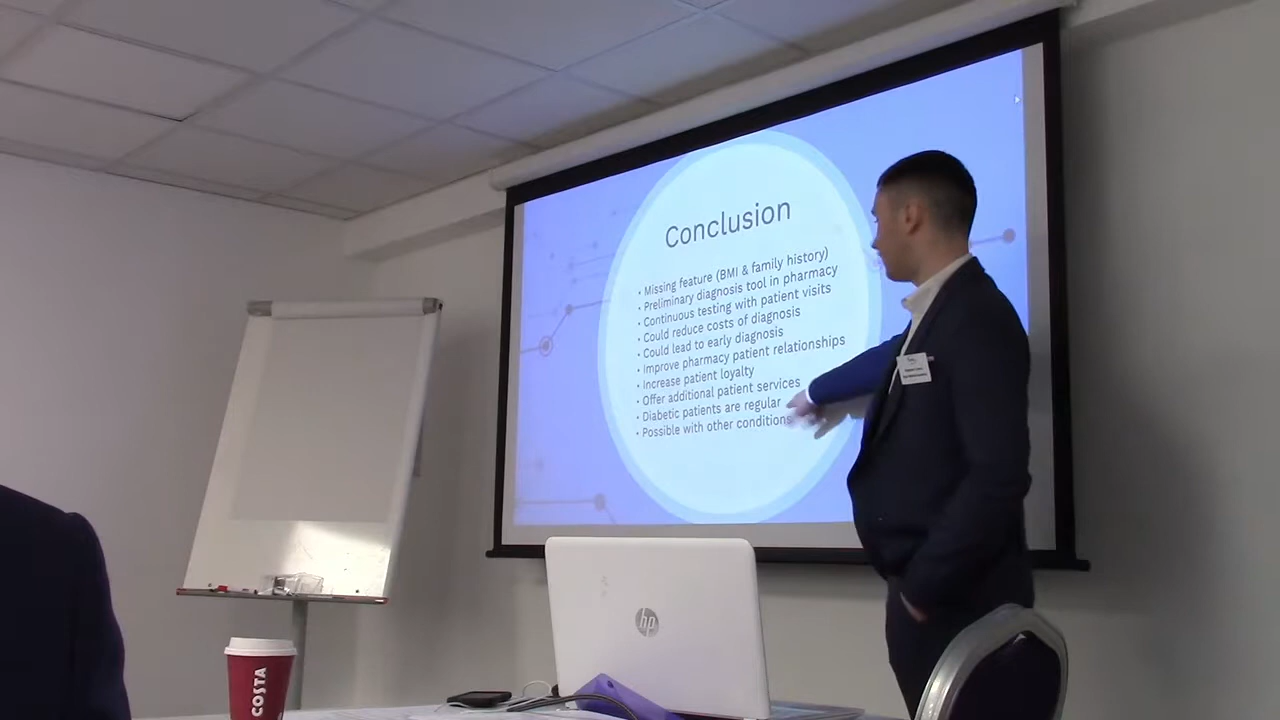 Conclusion
• Missing feature (BMI & family history)
• Preliminary diagnosis tool in pharmacy
• Continuous testing with patient visits
• Could reduce costs of diagnosis
• Could lead to early diagnosis
• Improve pharmacy patient relationships
• Increase patient loyalty
• Offer additional patient services
• Diabetic patients are regular
• Possible with other conditions
hp
COSTA